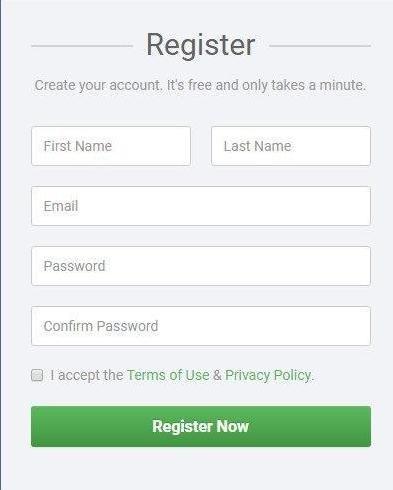 Register
Create your account. It's free and only takes a minute.
First Name
Last Name
Email
Password
Confirm Password
I accept the Terms of Use & Privacy Policy.
Register Now